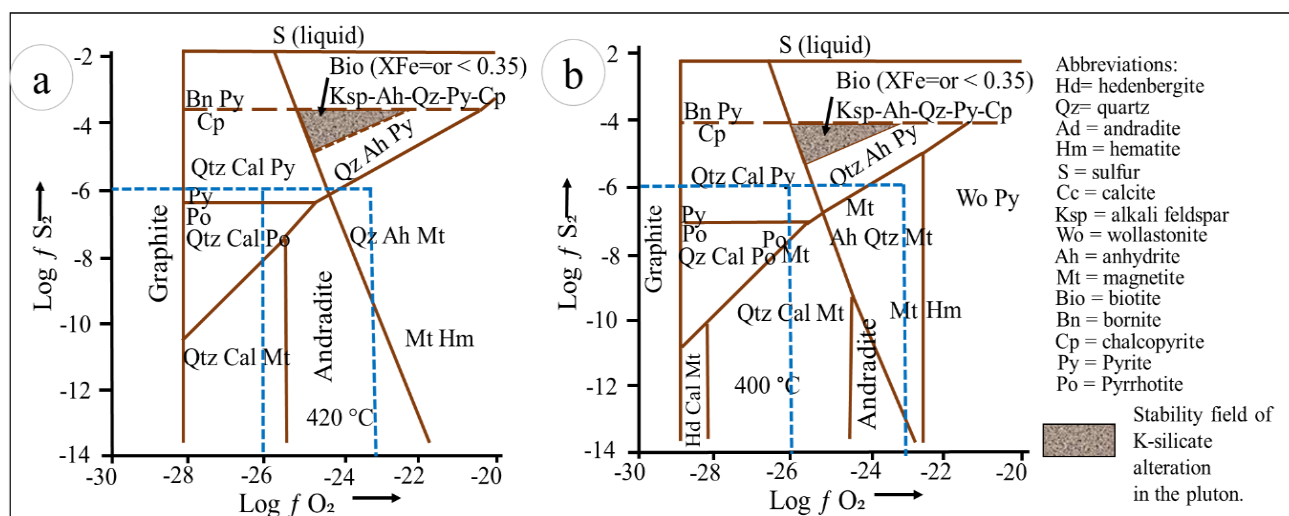 a
S (liquid)
-2
Bio (XFe=or < 0.35)
Bn Py
Ksp-Ah-Qz-Py-Cp
-4
Cp
Qz Ah Py
Qtz Cal Py
-6
Py
Po
Qtz Cal Po
Qz Ah Mt
-8
Graphite
Log f S₂
-10
Qtz Cal Mt
Andradite
Mt Hm
-12
420 °C
-14
-30
-28
-26
-24
-22
-20
Log f O₂
b
S (liquid)
2
Bio (XFe=or < 0.35)
Bn Py
Ksp-Ah-Qz-Py-Cp
-4
Cp
Qtz Ah Py
Qtz Cal Py
-6
Wo Py
Mt
Py
Po
Po
Ah Qtz Mt
Qz Cal Po Mt
-8
Graphite
Log f S₂
-10
Qtz Cal Mt
Mt Hm
Andradite
-12
Hd Cal Mt
400 °C
-14
-30
-28
-26
-24
-22
-20
Log f O₂
Abbreviations:
Hd= hedenbergite
Qz= quartz
Ad = andradite
Hm = hematite
S = sulfur
Cc = calcite
Ksp = alkali feldspar
Wo = wollastonite
Ah = anhydrite
Mt = magnetite
Bio = biotite
Bn = bornite
Cp = chalcopyrite
Py = Pyrite
Po = Pyrrhotite
Stability field of
K-silicate
alteration
in the pluton.